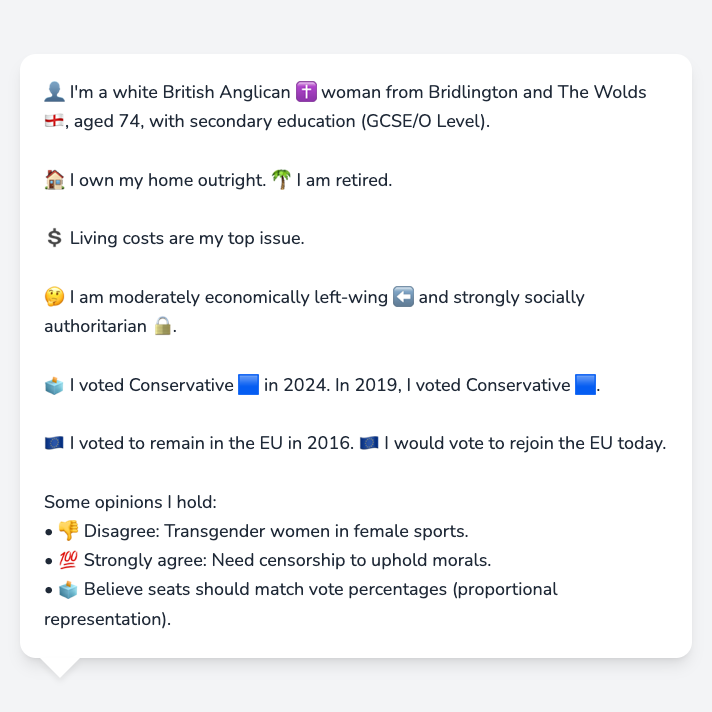 👤 I'm a white British Anglican ✝️ woman from Bridlington and The Wolds
🏴󠁧󠁢󠁥󠁮󠁧󠁿, aged 74, with secondary education (GCSE/O Level).
🏠 I own my home outright. 🌴 I am retired.
💲 Living costs are my top issue.
🤔 I am moderately economically left-wing ⬅️ and strongly socially
authoritarian 🔒.
🗳️ I voted Conservative 🟦 in 2024. In 2019, I voted Conservative 🟦.
🇪🇺 I voted to remain in the EU in 2016. 🇪🇺 I would vote to rejoin the EU today.
Some opinions I hold:
• 👎 Disagree: Transgender women in female sports.
• 💯 Strongly agree: Need censorship to uphold morals.
• 🗳️ Believe seats should match vote percentages (proportional
representation).